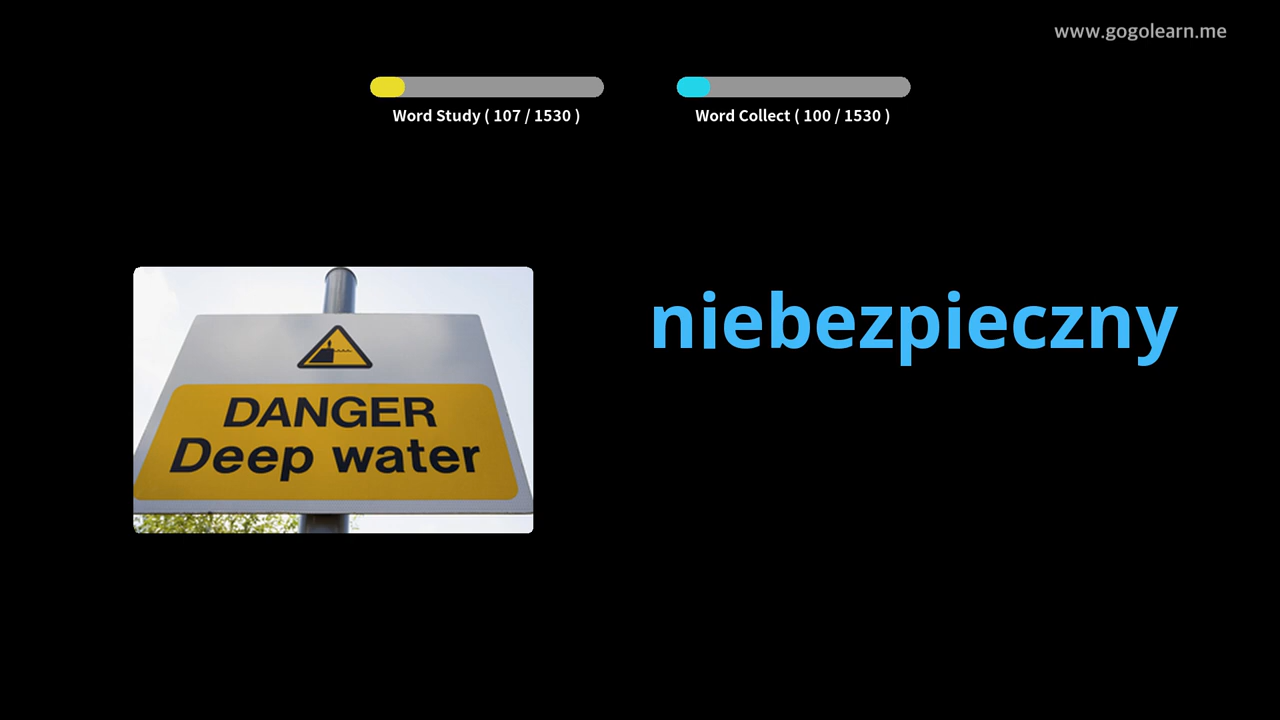 www.gogolearn.me
Word Study ( 107 / 1530 )
Word Collect ( 100 / 1530 )
niebezpieczny
DANGER
Deep water